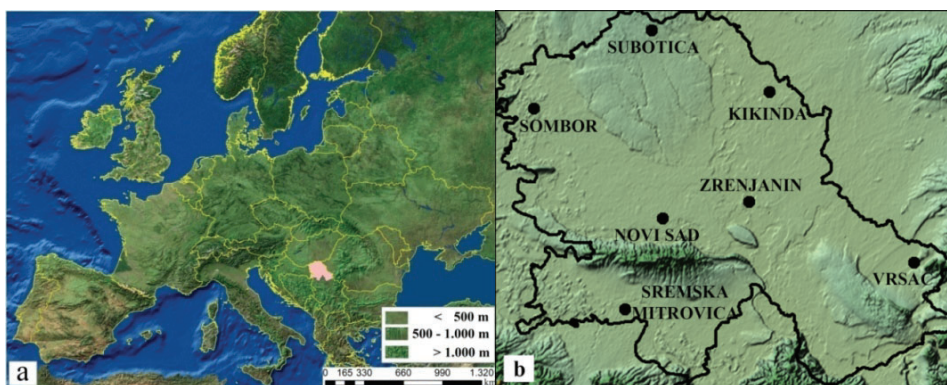 < 500 m
500 - 1.000 m
> 1.000 m
0 165 330 660 990 1.320
km
a
SUBOTICA
KIKINDA
SOMBOR
ZRENJANIN
NOVI SAD
VRSAC
SREMSKA
MITROVICA
b